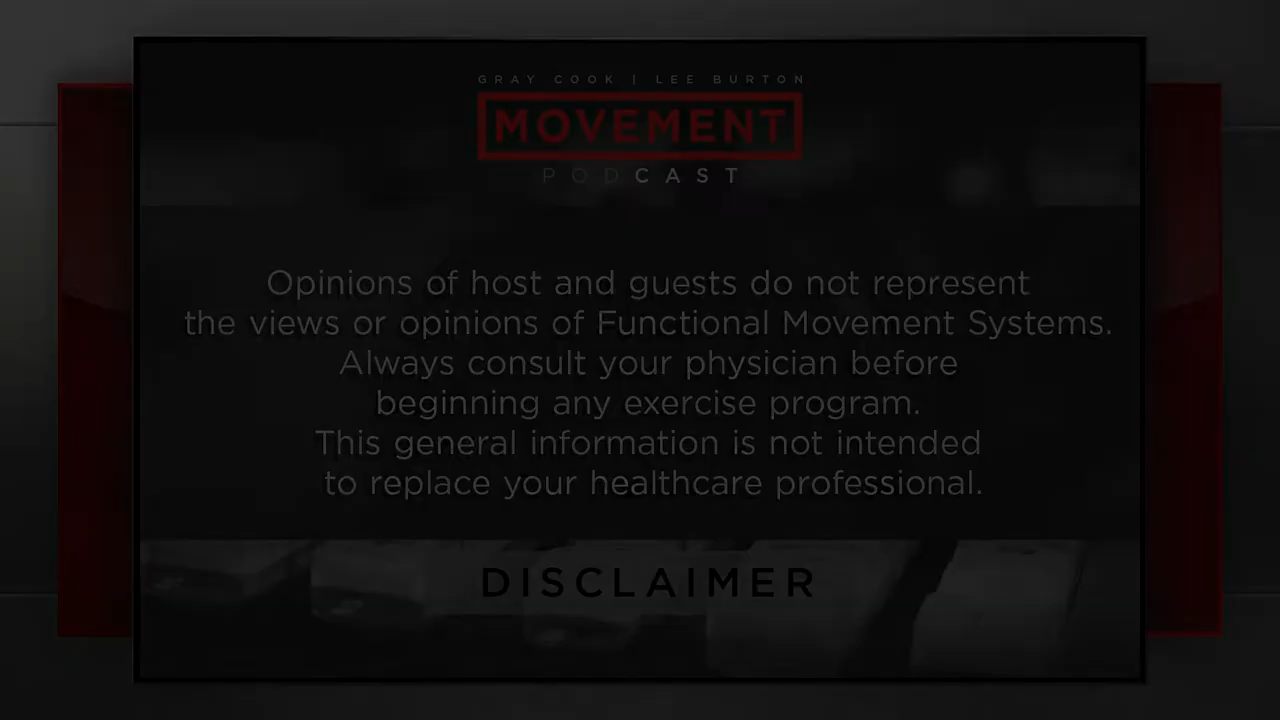 GRAY COOK | LEE BURTON
MOVEMENT
PODCAST
Opinions of host and guests do not represent
the views or opinions of Functional Movement Systems.
Always consult your physician before
beginning any exercise program.
This general information is not intended
to replace your healthcare professional.
DISCLAIMER